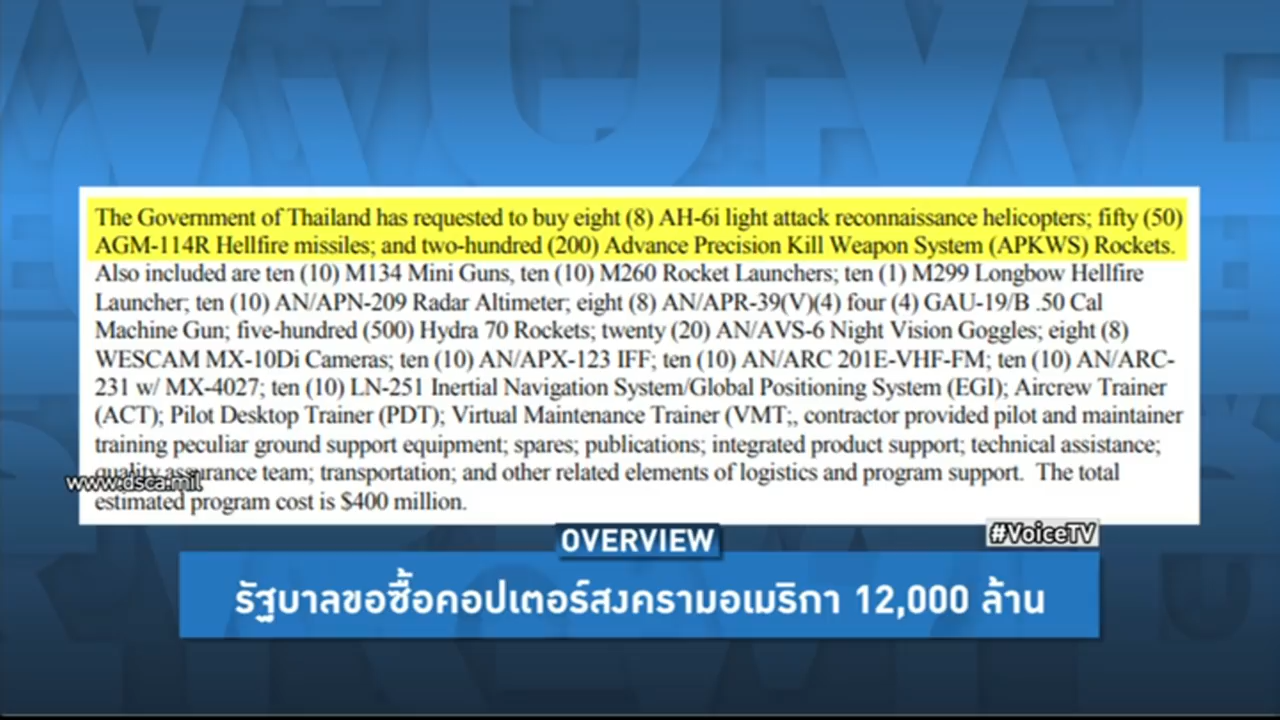 The Government of Thailand has requested to buy eight (8) AH-6i light attack reconnaissance helicopters; fifty (50)
AGM-114R Hellfire missiles; and two-hundred (200) Advance Precision Kill Weapon System (APKWS) Rockets.
Also included are ten (10) M134 Mini Guns, ten (10) M260 Rocket Launchers; ten (1) M299 Longbow Hellfire
Launcher; ten (10) AN/APN-209 Radar Altimeter; eight (8) AN/APR-39(V)(4) four (4) GAU-19/B .50 Cal
Machine Gun; five-hundred (500) Hydra 70 Rockets; twenty (20) AN/AVS-6 Night Vision Goggles; eight (8)
WESCAM MX-10Di Cameras; ten (10) AN/APX-123 IFF; ten (10) AN/ARC 201E-VHF-FM; ten (10) AN/ARC-
231 w/ MX-4027; ten (10) LN-251 Inertial Navigation System/Global Positioning System (EGI); Aircrew Trainer
(ACT); Pilot Desktop Trainer (PDT); Virtual Maintenance Trainer (VMT;, contractor provided pilot and maintainer
training peculiar ground support equipment; spares; publications; integrated product support; technical assistance;
quality assurance team; transportation; and other related elements of logistics and program support. The total
www.dsca.mil
estimated program cost is $400 million.
#VoiceTV
OVERVIEW
รัฐบาลขอซื้อคอปเตอร์สงครามอเมริกา 12,000 ล้าน